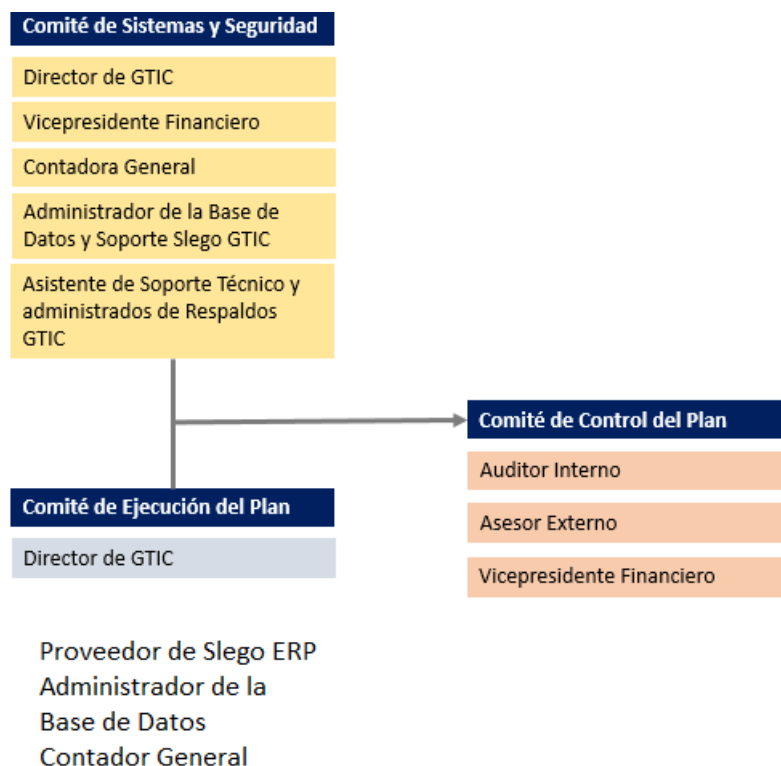 Comité de Sistemas y Seguridad
Director de GTIC
Vicepresidente Financiero
Contadora General
Administrador de la Base de
Datos y Soporte Slego GTIC
Asistente de Soporte Técnico y
administrados de Respaldos
GTIC
Comité de Control del Plan
Auditor Interno
Asesor Externo
Vicepresidente Financiero
Comité de Ejecución del Plan
Director de GTIC
Proveedor de Slego ERP
Administrador de la
Base de Datos
Contador General